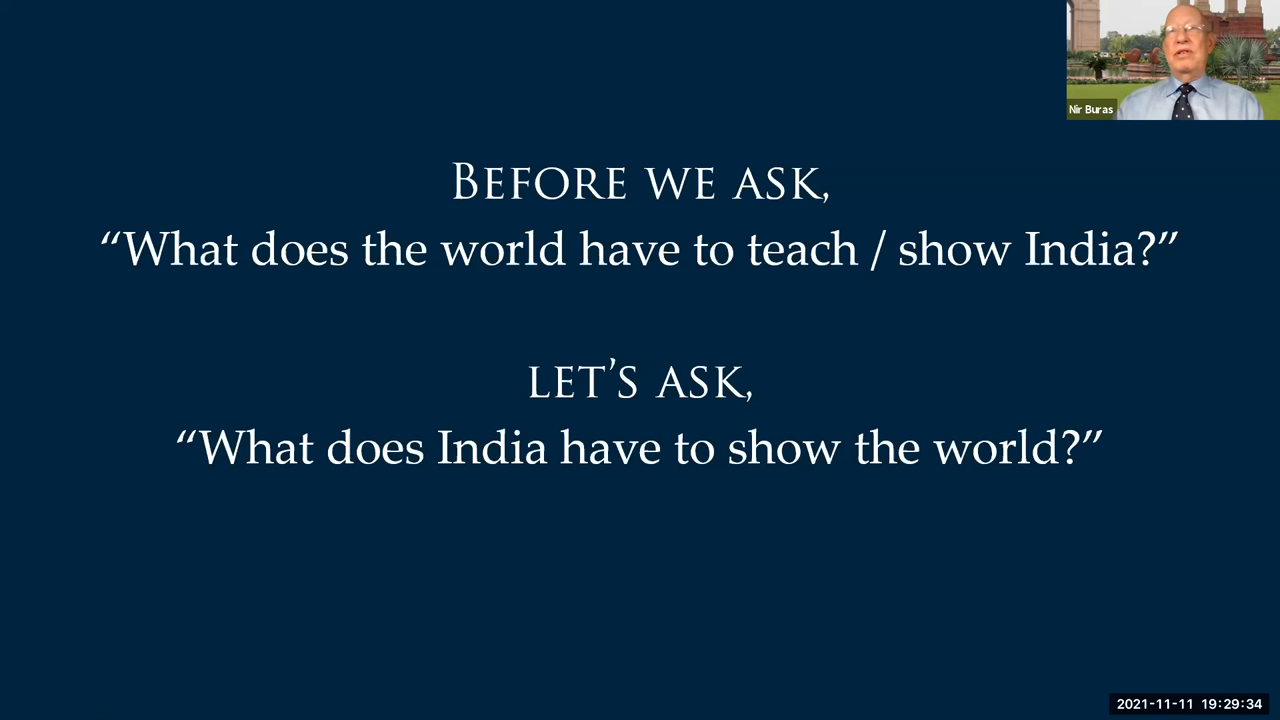 Nir Buras
BEFORE WE ASK,
“What does the world have to teach / show India?”
LET’S ASK,
“What does India have to show the world?”
2021-11-11 19:29:34